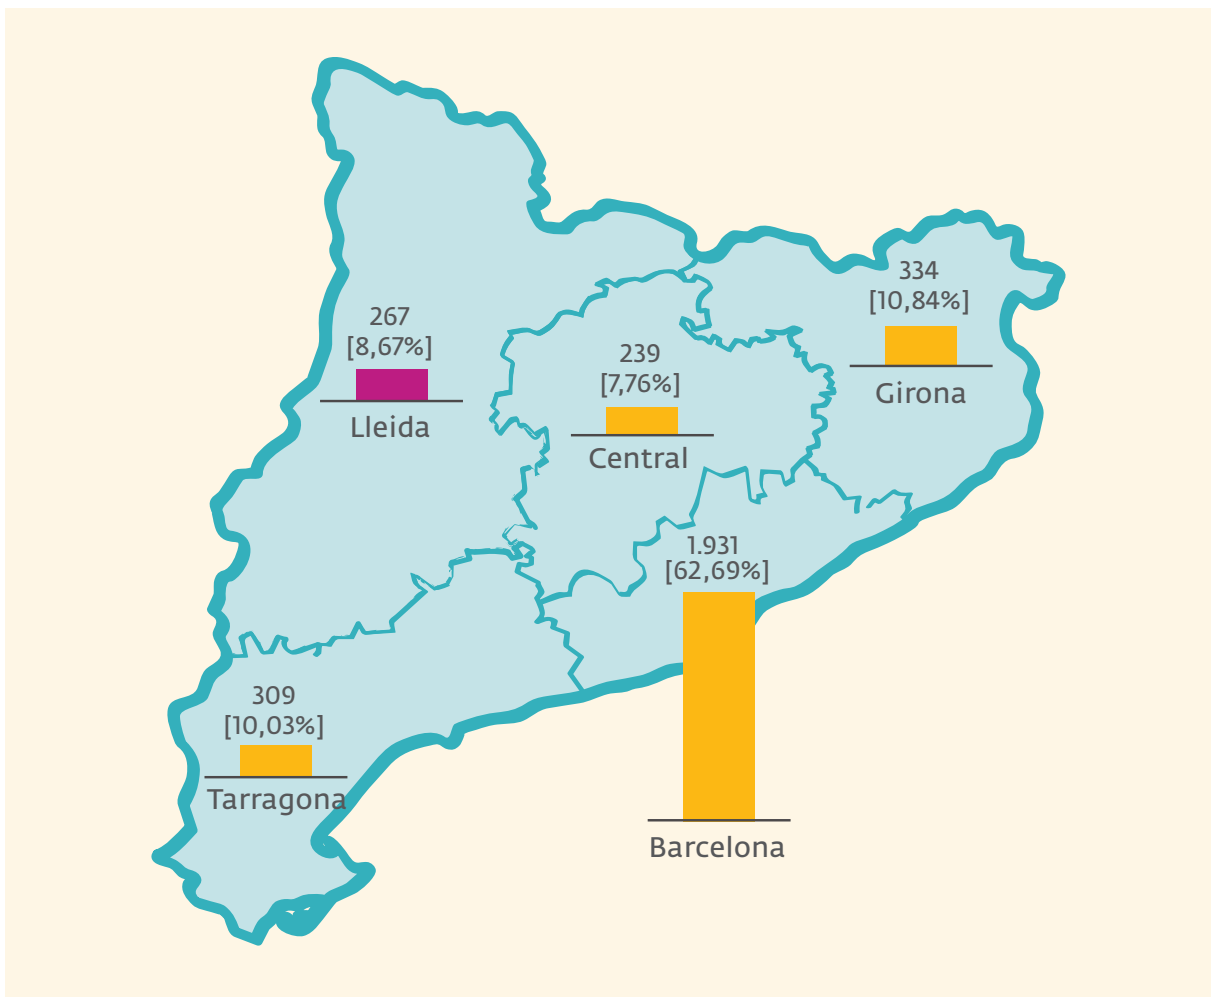 334
[10,84%]
Girona
267
[8,67%]
Lleida
239
[7,76%]
Central
1.931
[62,69%]
Barcelona
309
[10,03%]
Tarragona